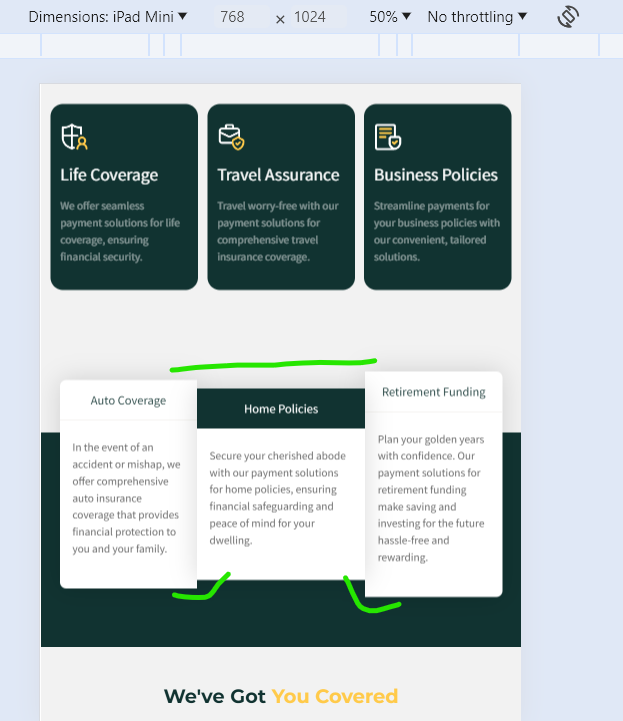 Dimensions: iPad Mini ▼ 768 × 1024 50% ▼ No throttling ▼
Life Coverage
We offer seamless
payment solutions for life
coverage, ensuring
financial security.
Travel Assurance
Travel worry-free with our
payment solutions for
comprehensive travel
insurance coverage.
Business Policies
Streamline payments for
your business policies with
our convenient, tailored
solutions.
Auto Coverage
In the event of an
accident or mishap, we
offer comprehensive
auto insurance
coverage that provides
financial protection to
you and your family.
Home Policies
Secure your cherished abode
with our payment solutions
for home policies, ensuring
financial safeguarding and
peace of mind for your
dwelling.
Retirement Funding
Plan your golden years
with confidence. Our
payment solutions for
retirement funding
make saving and
investing for the future
hassle-free and
rewarding.
We've Got You Covered